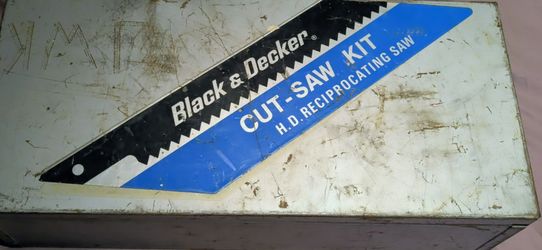 Black & Decker®
CUT-SAW KIT
H.D. RECIPROCATING SAW